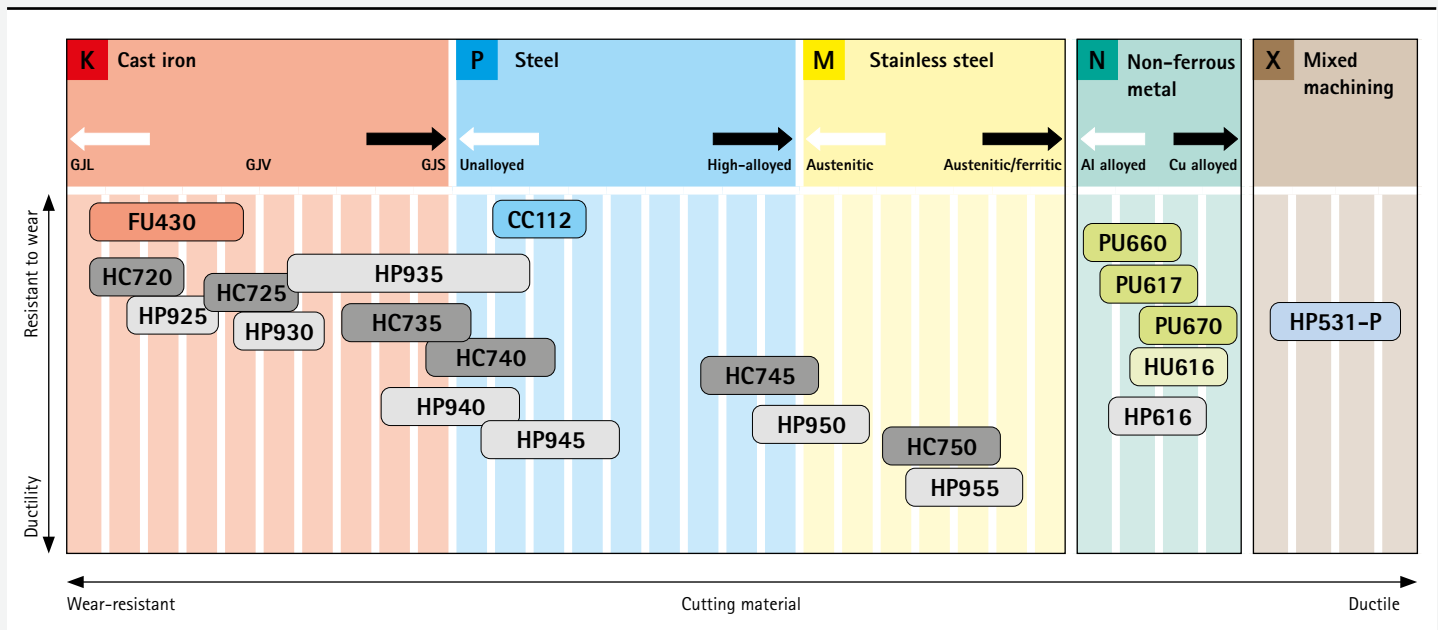 K Cast iron
P Steel
M Stainless steel
N Non-ferrous
metal
X Mixed
machining
GJL GJV GJS
Unalloyed High-alloyed
Austenitic Austenitic/ferritic
Al alloyed Cu alloyed
Resistant to wear
Ductility
FU430
CC112
HC720
HP935
HC725
HP925
HP930
HC735
HC740
HP940
HP945
HC745
HP950
HC750
HP955
PU660
PU617
PU670
HU616
HP616
HP531-P
Wear-resistant Cutting material Ductile